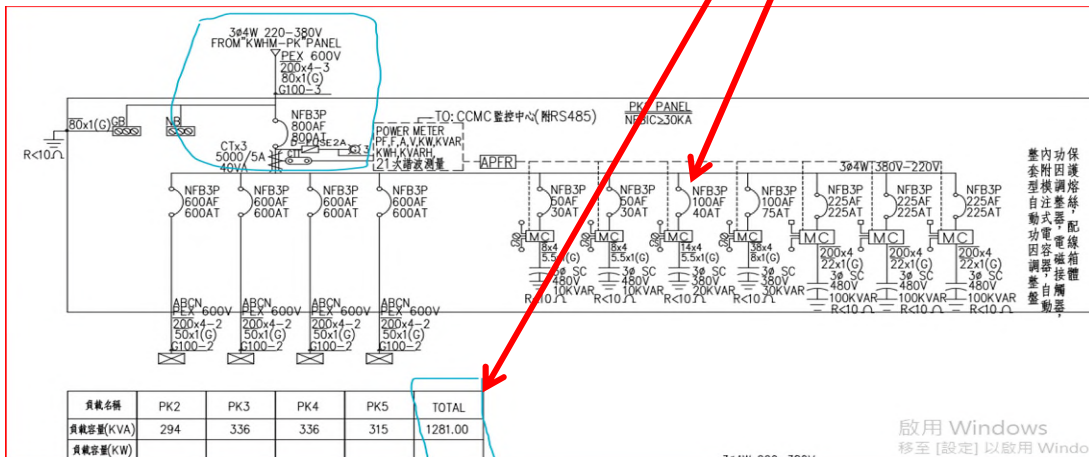 3ø4W 220-380V
FROM"KWHM-PK"PANEL
PEX 600V
200x4-3
80x1(G)
G100-3
80x1(G)
GB
NB
R<10Ω
NFB3P
800AF
800AT
D-FUSE2A
CTx3
5000/5A
40VA
CTT
POWER METER
PF,F,A,V,KW,KVAR
KWH,KVARH,
21次諧波測量
TO: CCMC監控中心(附RS485)
PK PANEL
NFBIC≥30KA
APFR
3ø4W 380V-220V
NFB3P
600AF
600AT
NFB3P
600AF
600AT
NFB3P
600AF
600AT
NFB3P
600AF
600AT
NFB3P
50AF
30AT
NFB3P
50AF
30AT
NFB3P
100AF
40AT
NFB3P
100AF
75AT
NFB3P
225AF
225AT
NFB3P
225AF
225AT
NFB3P
225AF
225AT
MC
MC
MC
MC
MC
MC
MC
8x4
5.5x1(G)
3ø SC
480V
10KVAR
R<10Ω
8x4
5.5x1(G)
3ø SC
480V
10KVAR
14x4
5.5x1(G)
3ø SC
380V
20KVAR
R<10Ω
38x4
8x1(G)
3ø SC
380V
30KVAR
R<10Ω
200x4
22x1(G)
3ø SC
480V
100KVAR
R<10Ω
200x4
22x1(G)
3ø SC
480V
100KVAR
R<10Ω
200x4
22x1(G)
3ø SC
480V
100KVAR
R<10Ω
保護熔絲，配線箱體
功因調整器，電磁接觸器，
內附模注式電容器，自動
整套型自動功因調整盤
ABCN
PEX 600V
200x4-2
50x1(G)
G100-2
ABCN
PEX 600V
200x4-2
50x1(G)
G100-2
ABCN
PEX 600V
200x4-2
50x1(G)
G100-2
ABCN
PEX 600V
200x4-2
50x1(G)
G100-2
負載名稱 PK2 PK3 PK4 PK5 TOTAL
負載容量(KVA) 294 336 336 315 1281.00
負載容量(KW)
啟用 Windows
移至 [設定] 以啟用 Windo